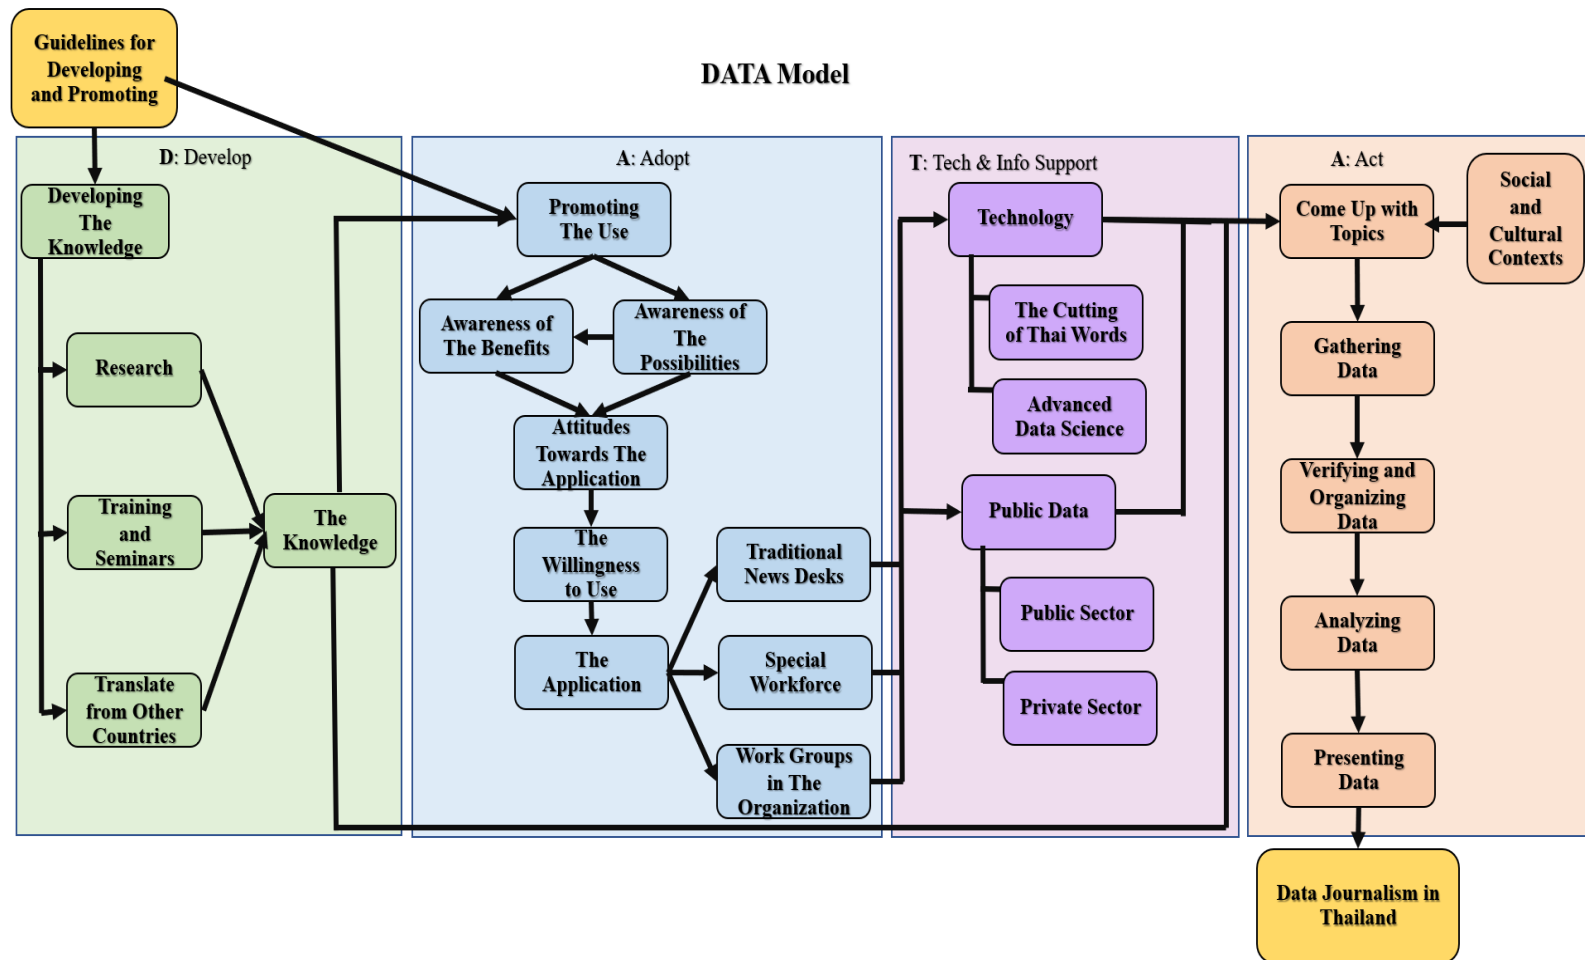 Guidelines for
Developing
and Promoting
DATA Model
D: Develop
Developing
The
Knowledge
Research
Training
and
Seminars
Translate
from Other
Countries
The
Knowledge
A: Adopt
Promoting
The Use
Awareness of
The Benefits
Awareness of
The
Possibilities
Attitudes
Towards The
Application
The
Willingness
to Use
The
Application
Traditional
News Desks
Special
Workforce
Work Groups
in The
Organization
T: Tech & Info Support
Technology
The Cutting
of Thai Words
Advanced
Data Science
Public Data
Public Sector
Private Sector
A: Act
Come Up with
Topics
Social
and
Cultural
Contexts
Gathering
Data
Verifying and
Organizing
Data
Analyzing
Data
Presenting
Data
Data Journalism in
Thailand